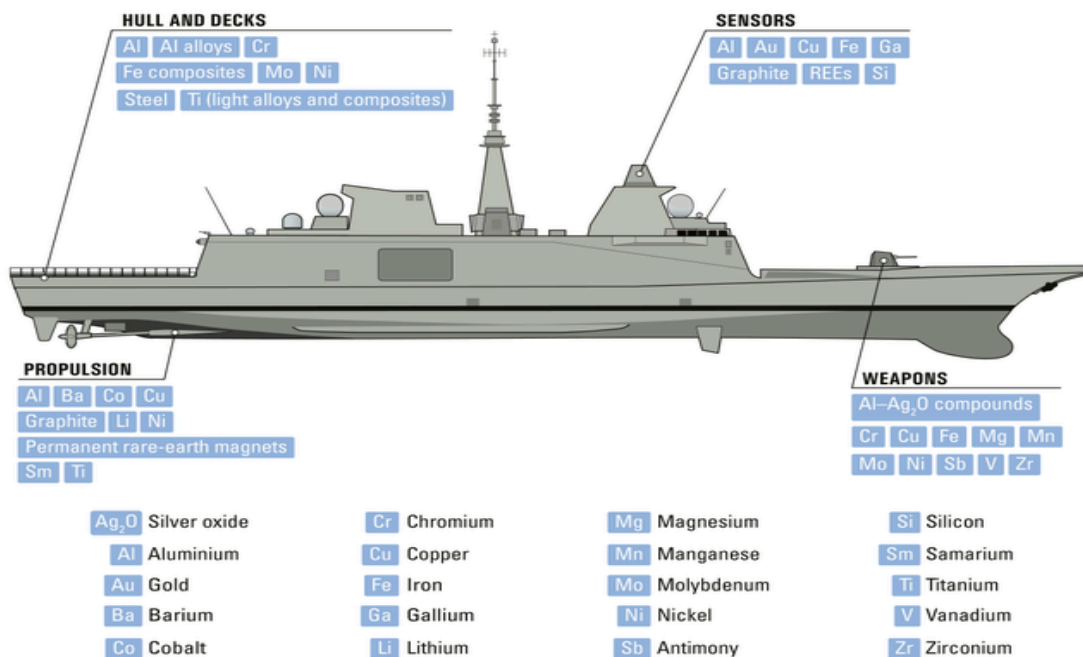 HULL AND DECKS
Al Al alloys Cr
Fe composites Mo Ni
Steel Ti (light alloys and composites)
SENSORS
Al Au Cu Fe Ga
Graphite REEs Si
PROPULSION
Al Ba Co Cu
Graphite Li Ni
Permanent rare-earth magnets
Sm Ti
WEAPONS
Al–Ag₂O compounds
Cr Cu Fe Mg Mn
Mo Ni Sb V Zr
Ag₂O Silver oxide Cr Chromium Mg Magnesium Si Silicon
Al Aluminium Cu Copper Mn Manganese Sm Samarium
Au Gold Fe Iron Mo Molybdenum Ti Titanium
Ba Barium Ga Gallium Ni Nickel V Vanadium
Co Cobalt Li Lithium Sb Antimony Zr Zirconium